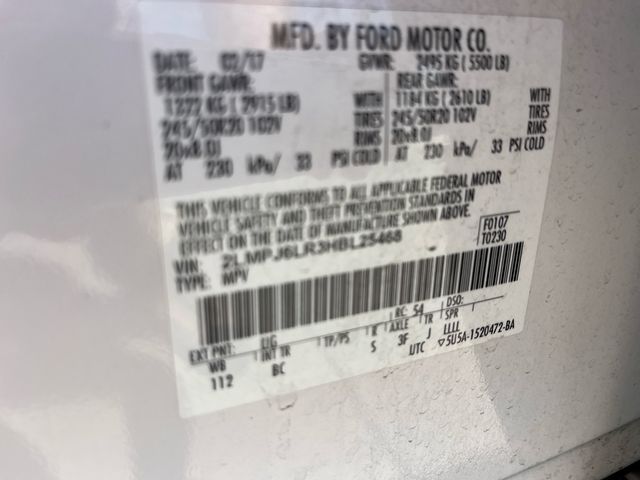 MFD. BY FORD MOTOR CO.
DATE: 02/17 GVWR: 2495 KG ( 5500 LB)
FRONT GAWR: REAR GAWR:
1322 KG ( 2915 LB) WITH 1184 KG ( 2610 LB) WITH
245/50R20 102V TIRES 245/50R20 102V TIRES
20x8.0J RIMS 20x8.0J RIMS
AT 230 kPa/ 33 PSI COLD AT 230 kPa/ 33 PSI COLD
THIS VEHICLE CONFORMS TO ALL APPLICABLE FEDERAL MOTOR
VEHICLE SAFETY AND THEFT PREVENTION STANDARDS IN
EFFECT ON THE DATE OF MANUFACTURE SHOWN ABOVE.
VIN: 2LMPJ6LR3HBL25468 F0107
TYPE: MPV T0230
EXT PNT: UG RC: 54 DSO:
WB INT TR TP/PS R AXLE TR SPR
112 BC S 3F J LLLL
UTC ▽5U5A-1520472-BA